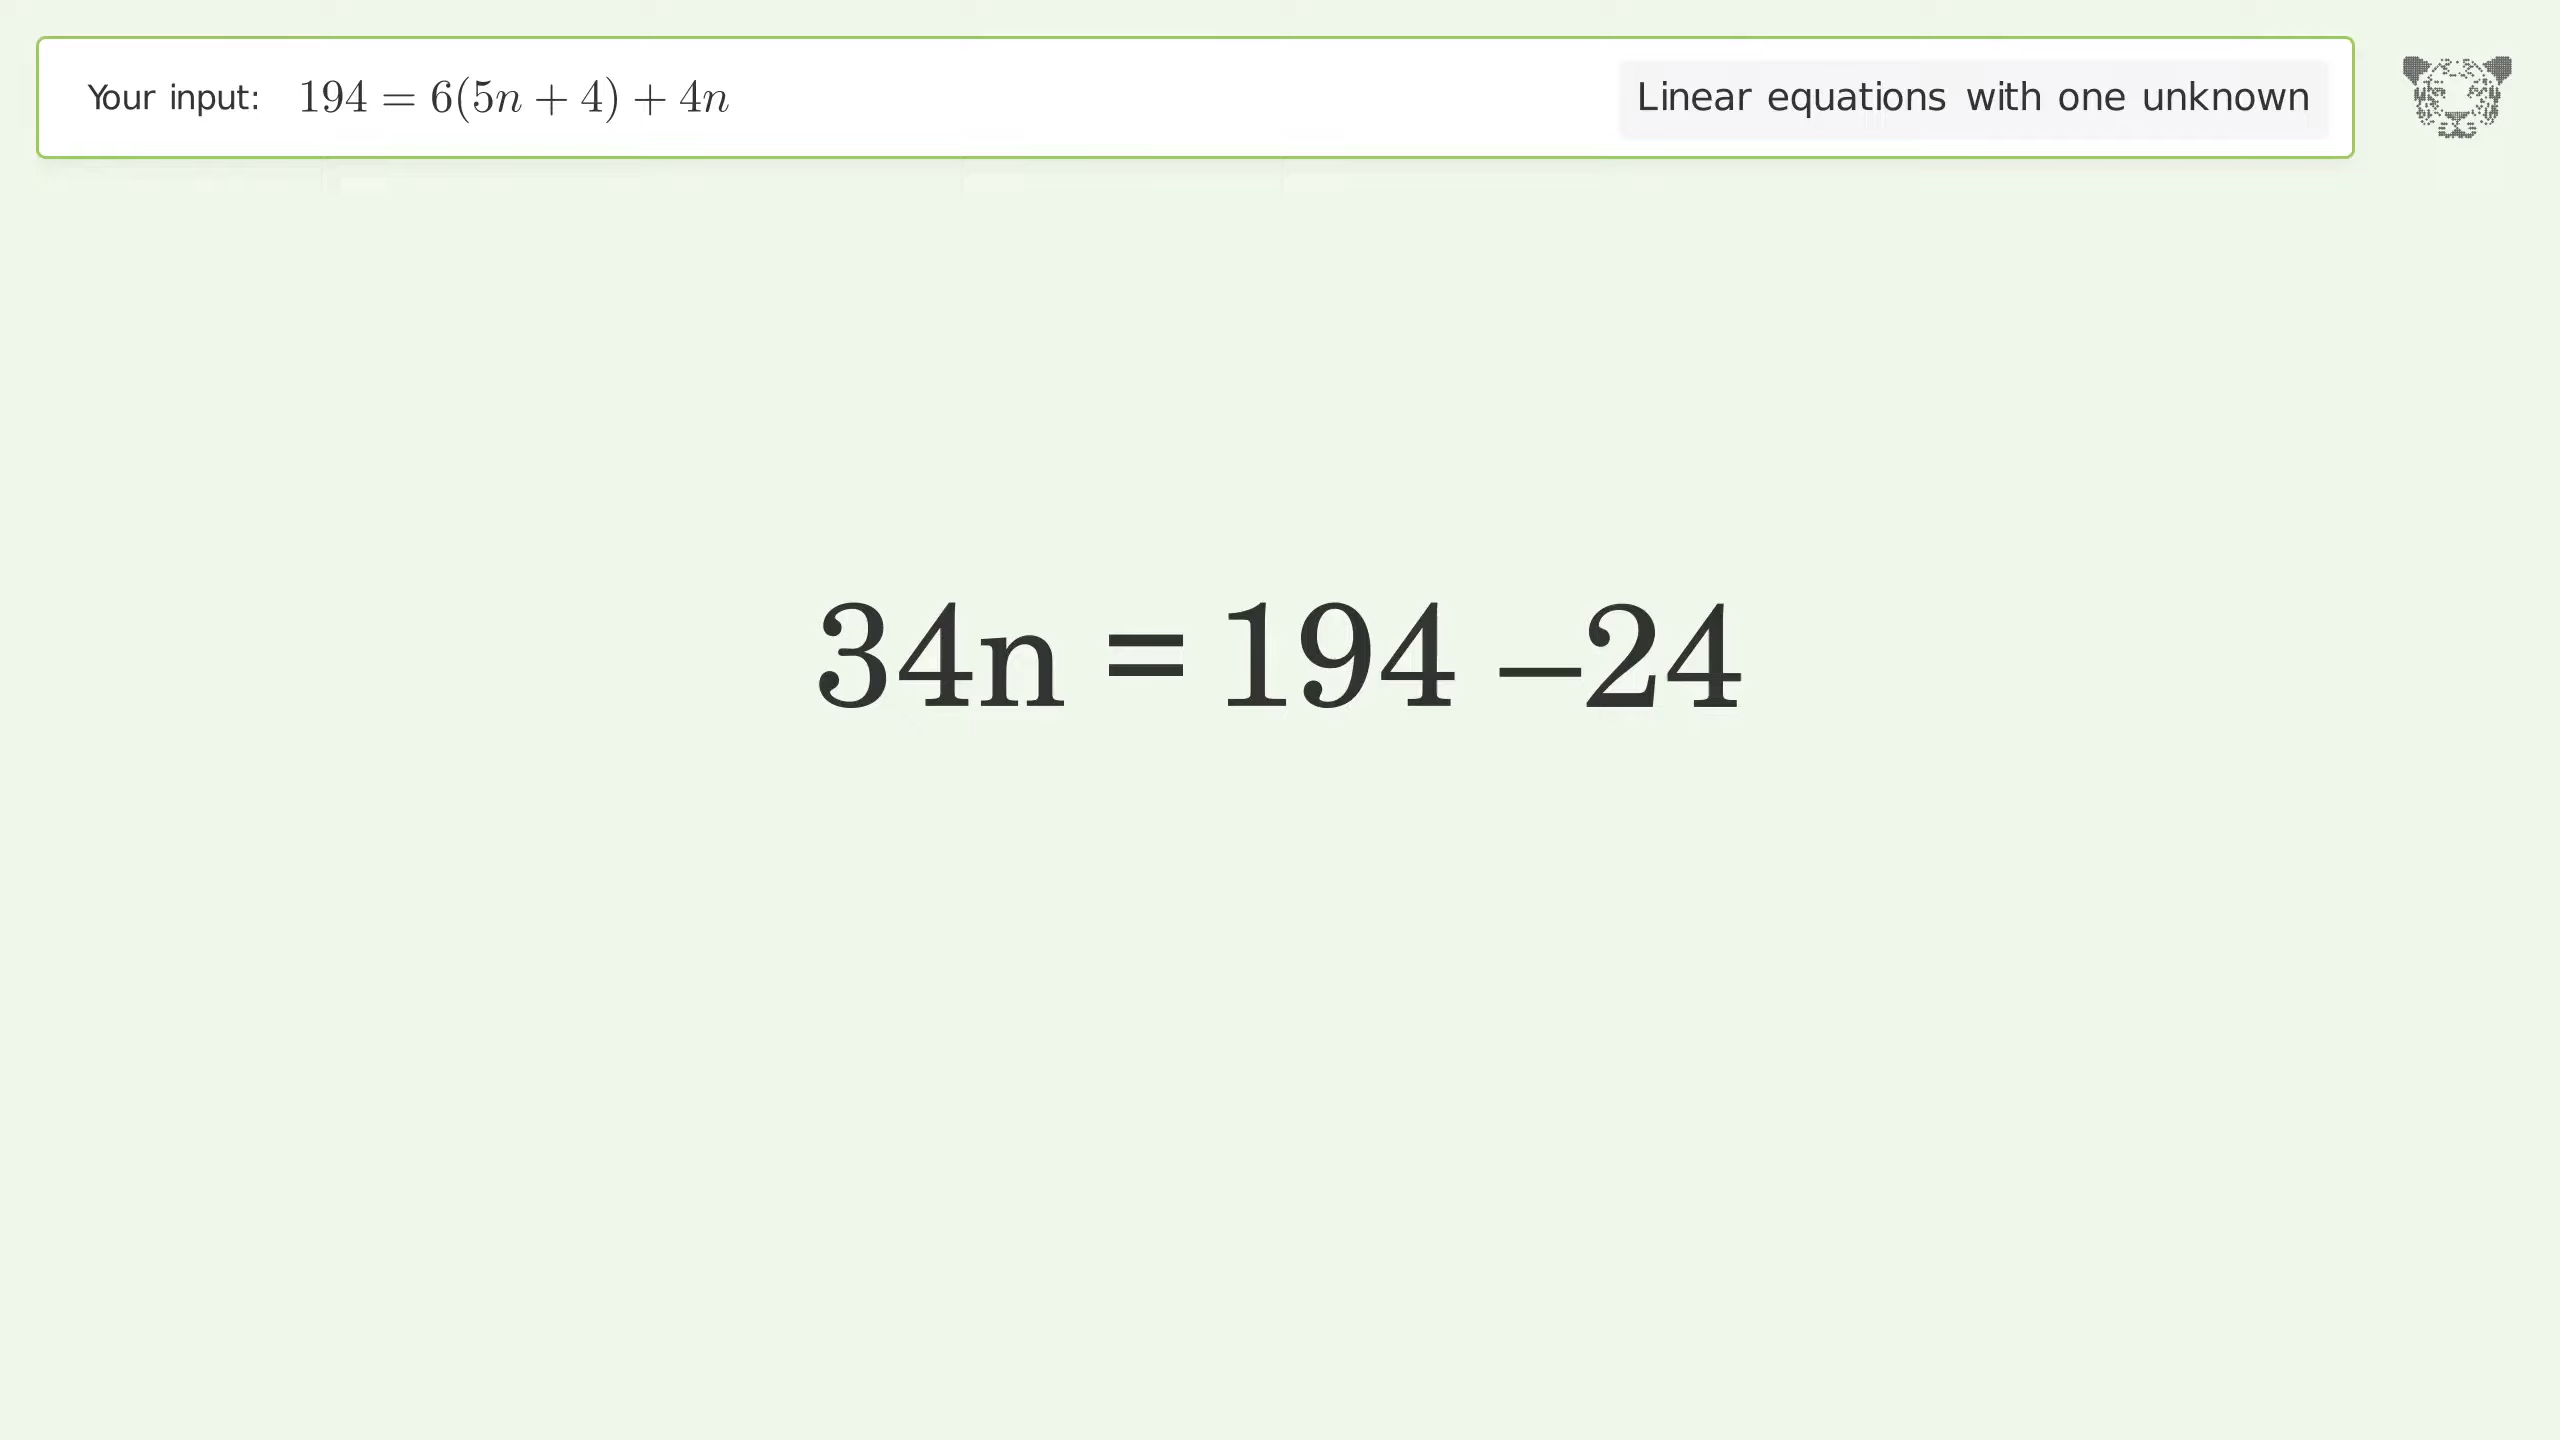 Your input: 194 = 6(5n + 4) + 4n
Linear equations with one unknown
34n = 194 –24